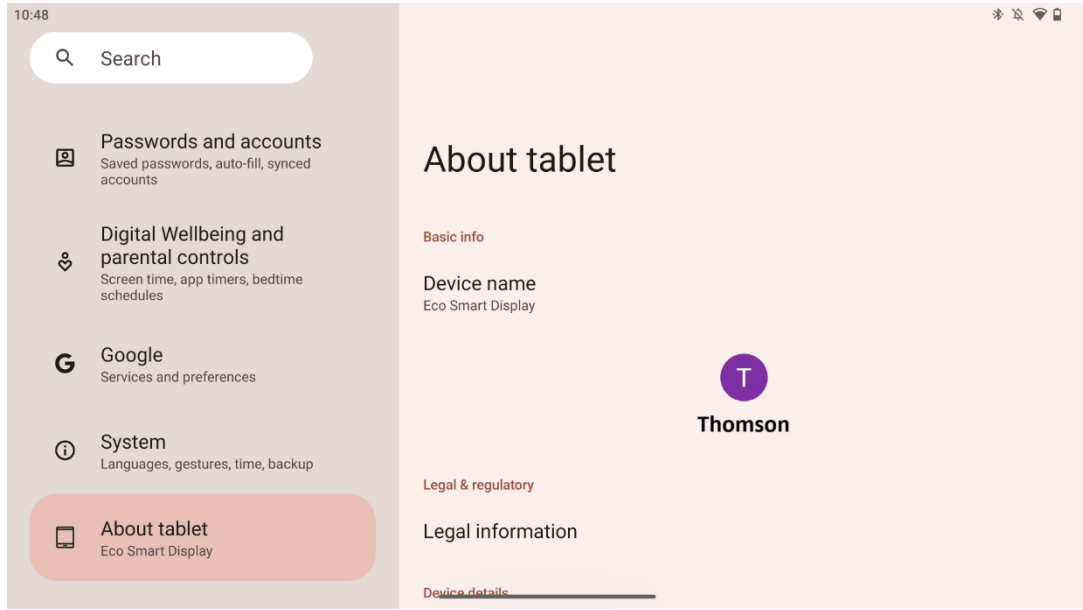 10:48
Search
Passwords and accounts
Saved passwords, auto-fill, synced
accounts
Digital Wellbeing and
parental controls
Screen time, app timers, bedtime
schedules
Google
Services and preferences
System
Languages, gestures, time, backup
About tablet
Eco Smart Display
About tablet
Basic info
Device name
Eco Smart Display
T
Thomson
Legal & regulatory
Legal information
Device details